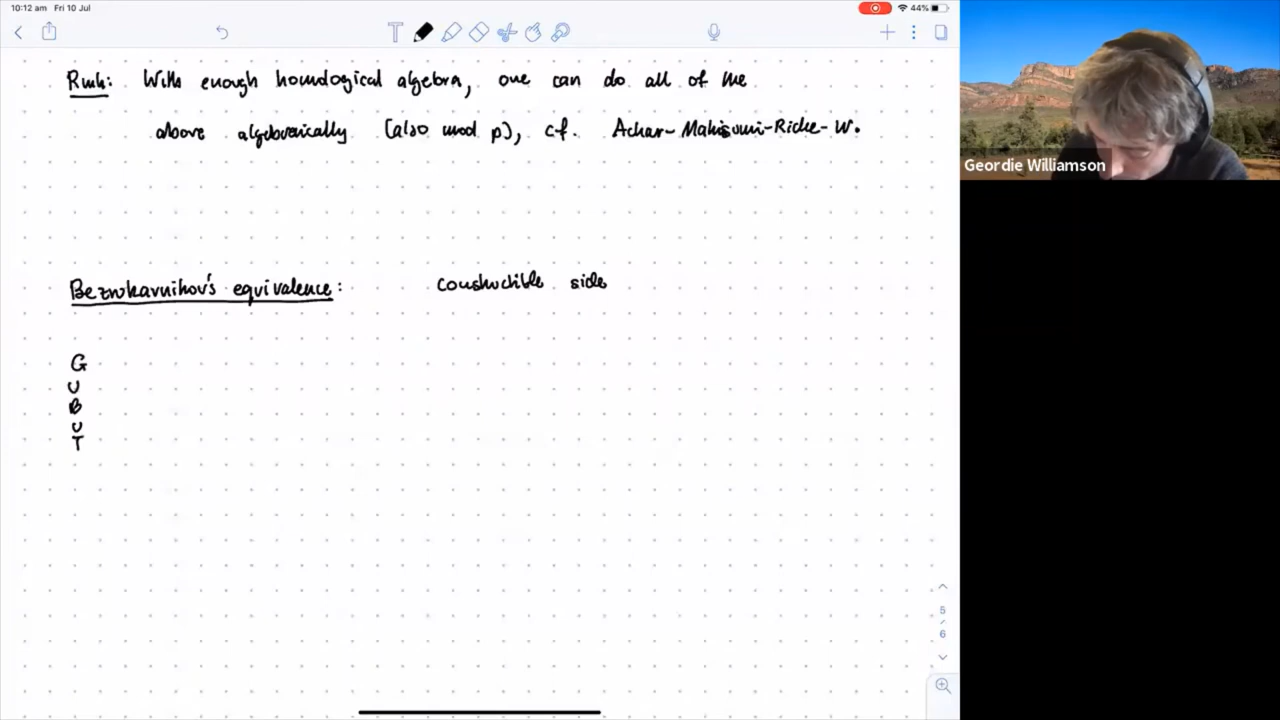 10:12 am Fri 10 Jul
44%
Rmk: With enough homological algebra, one can do all of the
above algebraically (also mod p), cf. Achar-Makisumi-Riche-W.
Bezrukavnikov's equivalence: constructible side
G
∪
B
∪
T
5
/
6
Geordie Williamson